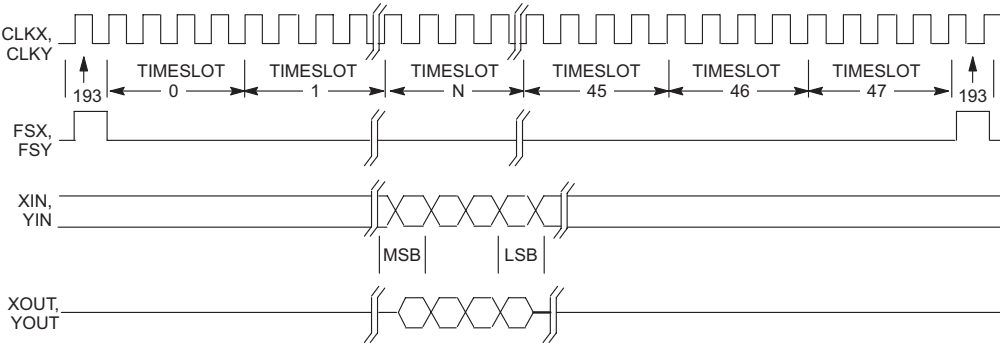 CLKX,
CLKY
TIMESLOT TIMESLOT TIMESLOT TIMESLOT TIMESLOT TIMESLOT
193 0 1 N 45 46 47 193
FSX,
FSY
XIN,
YIN
MSB LSB
XOUT,
YOUT